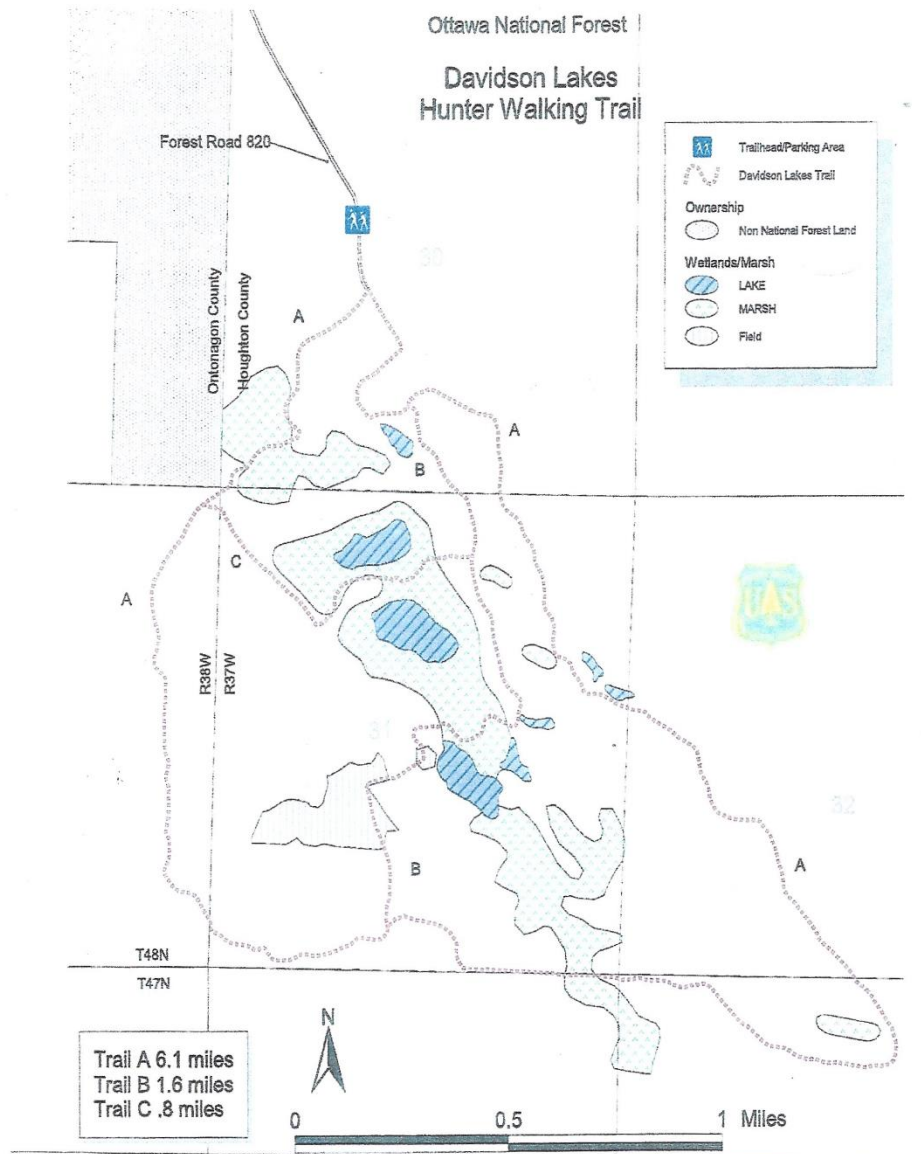 Ottawa National Forest
Davidson Lakes
Hunter Walking Trail
Forest Road 820
Trailhead/Parking Area
Davidson Lakes Trail
Ownership
Non National Forest Land
Wetlands/Marsh
LAKE
MARSH
Field
30
A
Ontonagon County
Houghton County
A
B
C
A
UAS
R38W
R37W
31
32
A
B
T48N
T47N
N
Trail A 6.1 miles
Trail B 1.6 miles
Trail C .8 miles
0
0.5
1 Miles